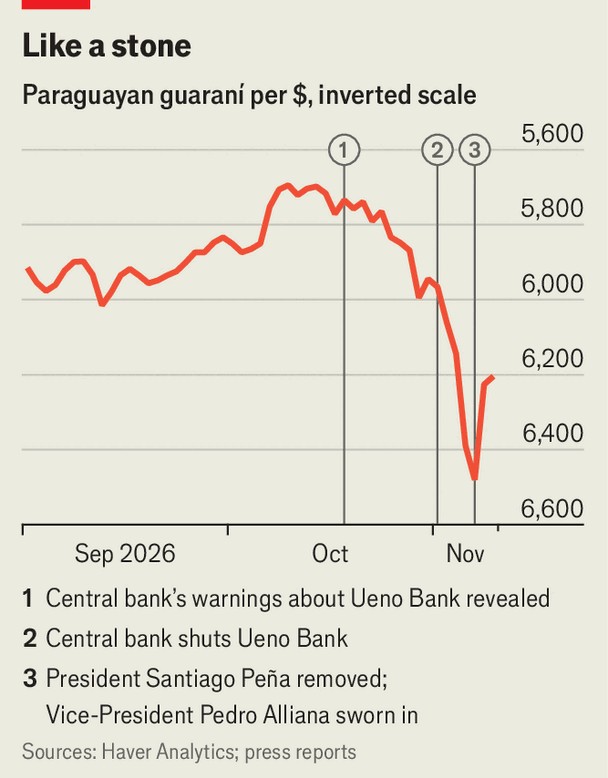 Like a stone
Paraguayan guaraní per $, inverted scale
1
2
3
5,600
5,800
6,000
6,200
6,400
6,600
Sep 2026
Oct
Nov
1 Central bank's warnings about Ueno Bank revealed
2 Central bank shuts Ueno Bank
3 President Santiago Peña removed;
Vice-President Pedro Alliana sworn in
Sources: Haver Analytics; press reports